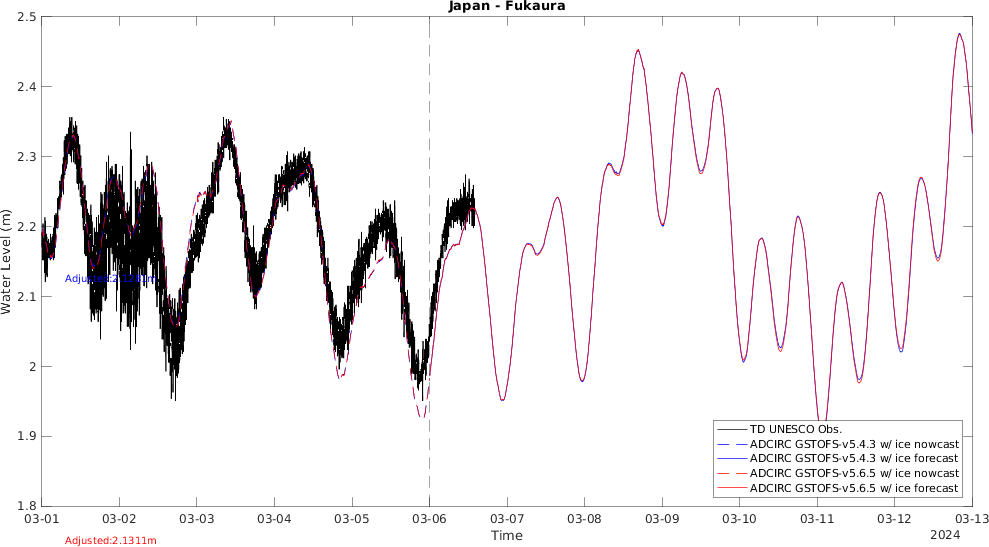 Japan - Fukaura
2.5
2.4
2.3
2.2
2.1
2
1.9
1.8
Water Level (m)
TD UNESCO Obs.
ADCIRC GSTOFS-v5.4.3 w/ ice nowcast
ADCIRC GSTOFS-v5.4.3 w/ ice forecast
ADCIRC GSTOFS-v5.6.5 w/ ice nowcast
ADCIRC GSTOFS-v5.6.5 w/ ice forecast
03-01 03-02 03-03 03-04 03-05 03-06 03-07 03-08 03-09 03-10 03-11 03-12 03-13
Time
2024
Adjusted:2.1311m